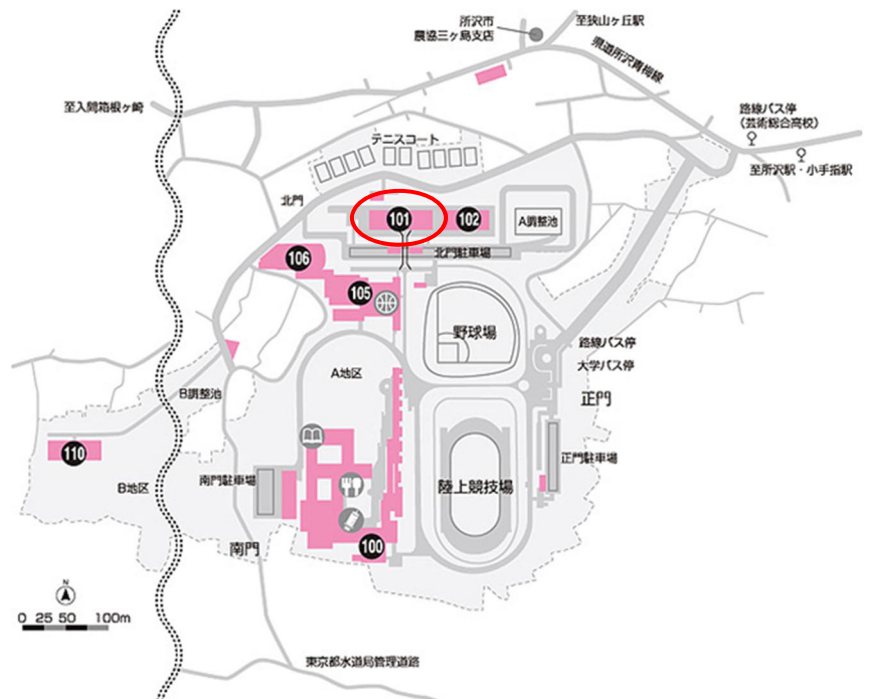 所沢市
農協三ヶ島支店
至狭山ヶ丘駅
県道所沢青梅線
至入間箱根ヶ崎
路線バス停
(芸術総合高校)
至所沢駅・小手指駅
テニスコート
北門
101
102
A調整池
北門駐車場
106
105
野球場
路線バス停
大学バス停
A地区
正門
B調整池
110
正門駐車場
南門駐車場
陸上競技場
B地区
南門
100
N
0 25 50 100m
東京都水道局管理道路